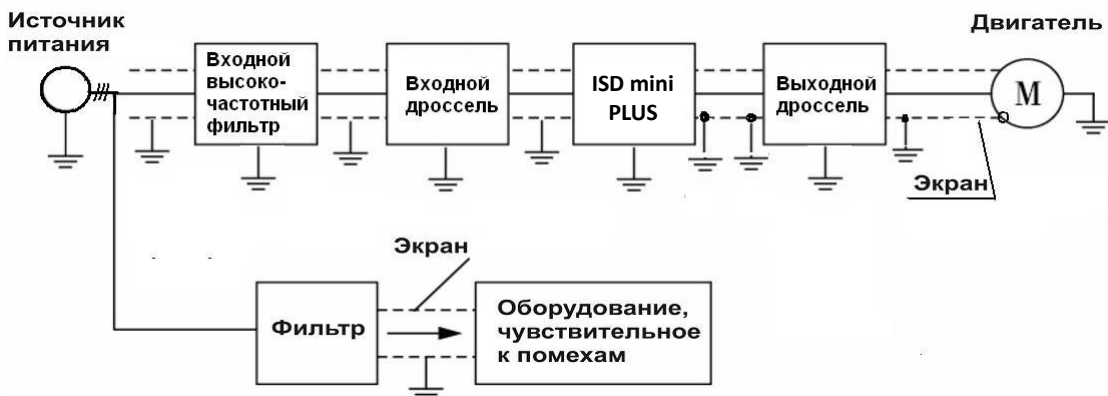 Источник
питания
Двигатель
Входной
высоко-
частотный
фильтр
Входной
дроссель
ISD mini
PLUS
Выходной
дроссель
M
Экран
Экран
Фильтр
Оборудование,
чувствительное
к помехам